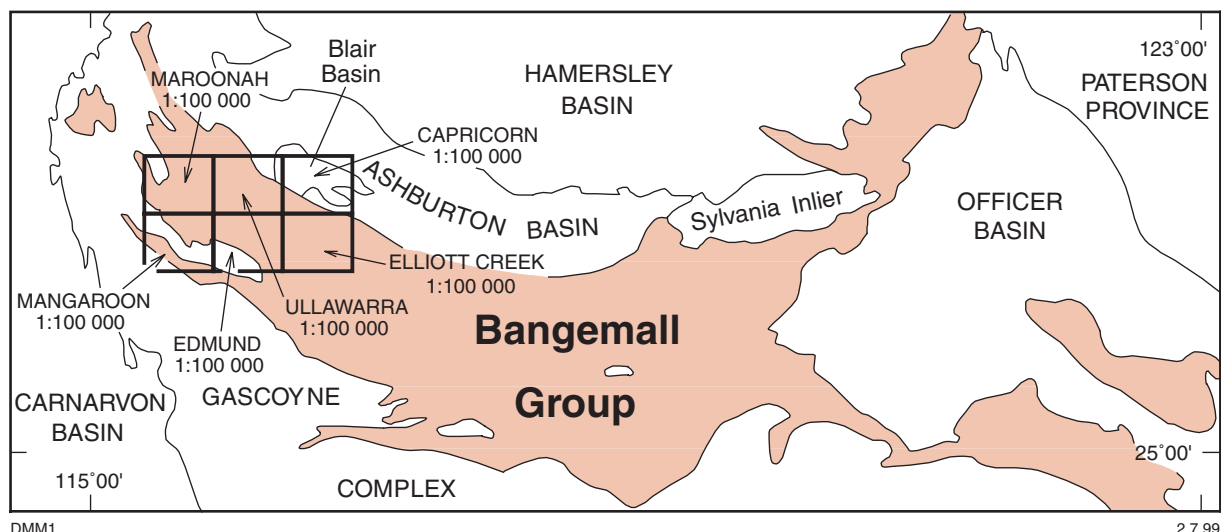 123°00'
Blair
Basin
HAMERSLEY
BASIN
PATERSON
PROVINCE
MAROONAH
1:100 000
CAPRICORN
1:100 000
ASHBURTON BASIN
Sylvania Inlier
OFFICER
BASIN
ELLIOTT CREEK
1:100 000
MANGAROON
1:100 000
ULLAWARRA
1:100 000
EDMUND
1:100 000
Bangemall
Group
GASCOYNE
CARNARVON
BASIN
25°00'
115°00'
COMPLEX
DMM1
2.7.99